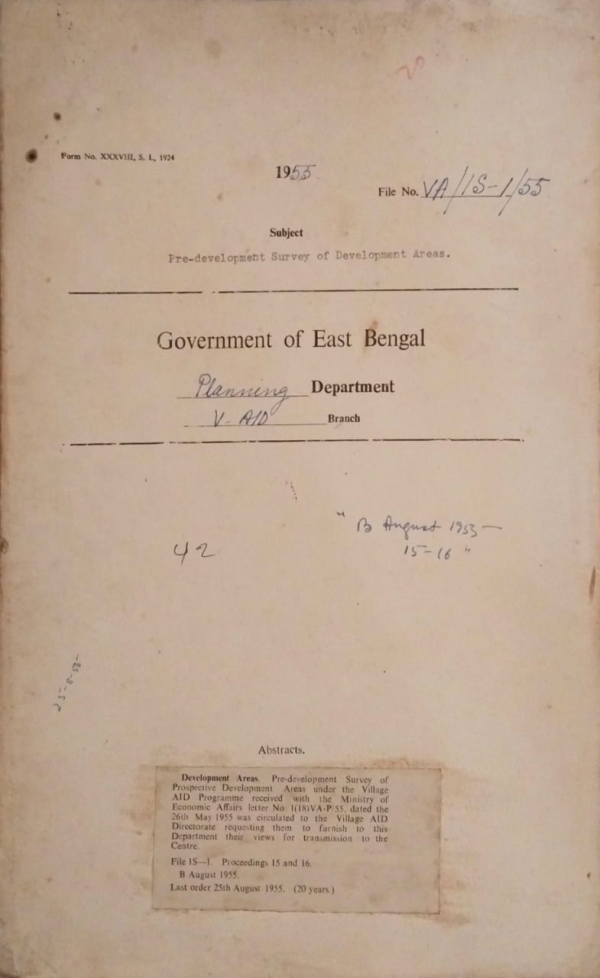 Form No. XXXVIII, S. I., 1924
1955
File No. VA/IS-1/55
Subject
Pre-development Survey of Development Areas.
Government of East Bengal
Planning Department
V-AID Branch
" B August 1953 —
15-16 "
42
Abstracts.
Development Areas. Pre-development Survey of
Prospective Development Areas under the Village
AID Programme received with the Ministry of
Economic Affairs letter No. 1(18)VA-P/55, dated the
26th May 1955 was circulated to the Village AID
Directorate requesting them to furnish to this
Department their views for transmission to the
Centre.
File IS—1. Proceedings 15 and 16.
B August 1955.
Last order 25th August 1955. (20 years.)